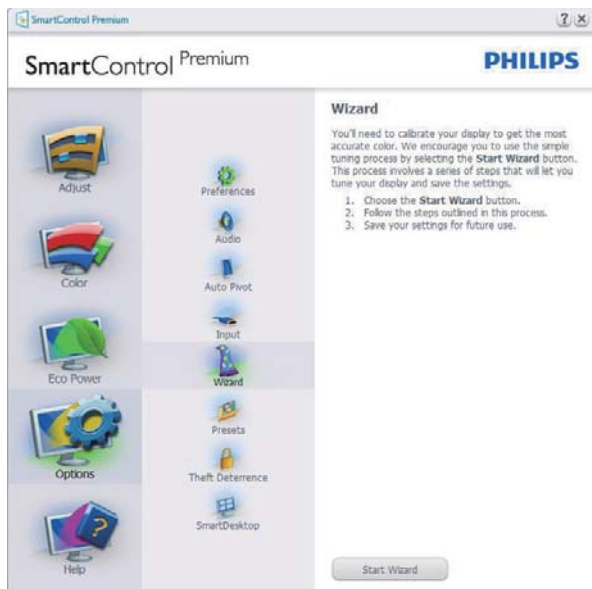 SmartControl Premium
SmartControl Premium
PHILIPS
Adjust
Color
Eco Power
Options
Help
Preferences
Audio
Auto Pivot
Input
Wizard
Presets
Theft Deterrence
SmartDesktop
Wizard
You'll need to calibrate your display to get the most
accurate color. We encourage you to use the simple
tuning process by selecting the Start Wizard button.
This process involves a series of steps that will let you
tune your display and save the settings.
1. Choose the Start Wizard button.
2. Follow the steps outlined in this process.
3. Save your settings for future use.
Start Wizard